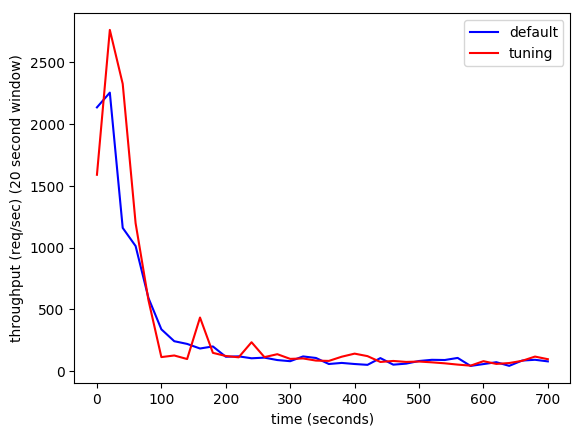 default
tuning
2500
2000
1500
1000
500
0
throughput (req/sec) (20 second window)
0 100 200 300 400 500 600 700
time (seconds)